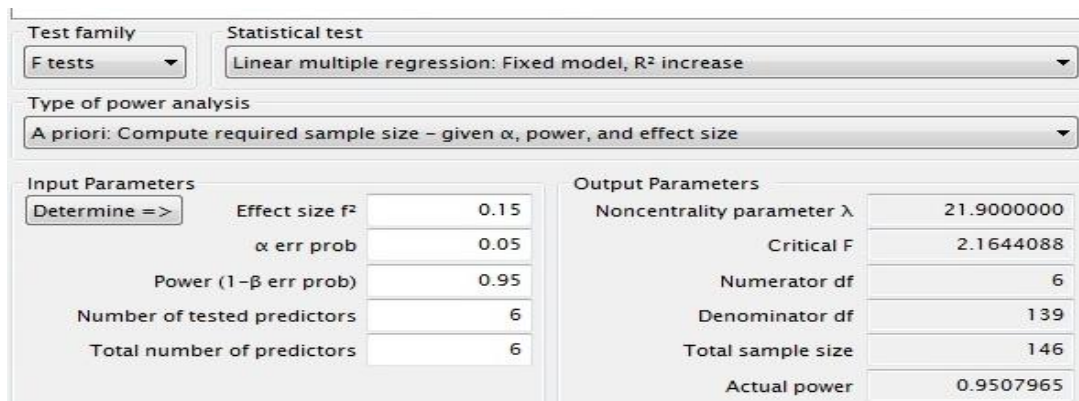 Test family Statistical test
F tests Linear multiple regression: Fixed model, R² increase
Type of power analysis
A priori: Compute required sample size – given α, power, and effect size
Input Parameters Output Parameters
Determine => Effect size f² 0.15 Noncentrality parameter λ 21.9000000
α err prob 0.05 Critical F 2.1644088
Power (1-β err prob) 0.95 Numerator df 6
Number of tested predictors 6 Denominator df 139
Total number of predictors 6 Total sample size 146
Actual power 0.9507965